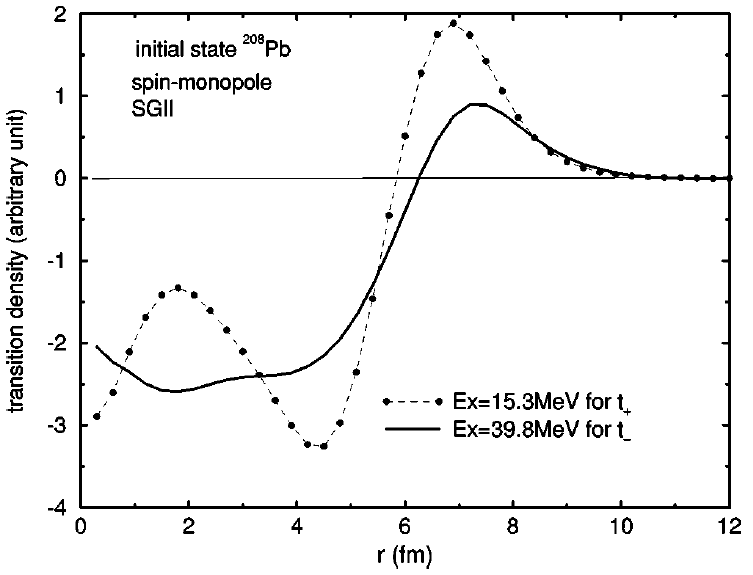 2
1
0
-1
-2
-3
-4
transition density (arbitrary unit)
initial state ²⁰⁸Pb
spin-monopole
SGII
Ex=15.3MeV for t₊
Ex=39.8MeV for t₋
0 2 4 6 8 10 12
r (fm)